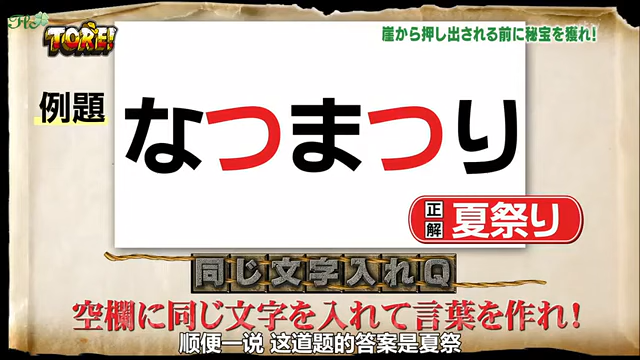 TORE!
崖から押し出される前に秘宝を獲れ!
例題
なつまつり
正解 夏祭り
同じ文字入れQ
空欄に同じ文字を入れて言葉を作れ!
顺便一说 这道题的答案是夏祭